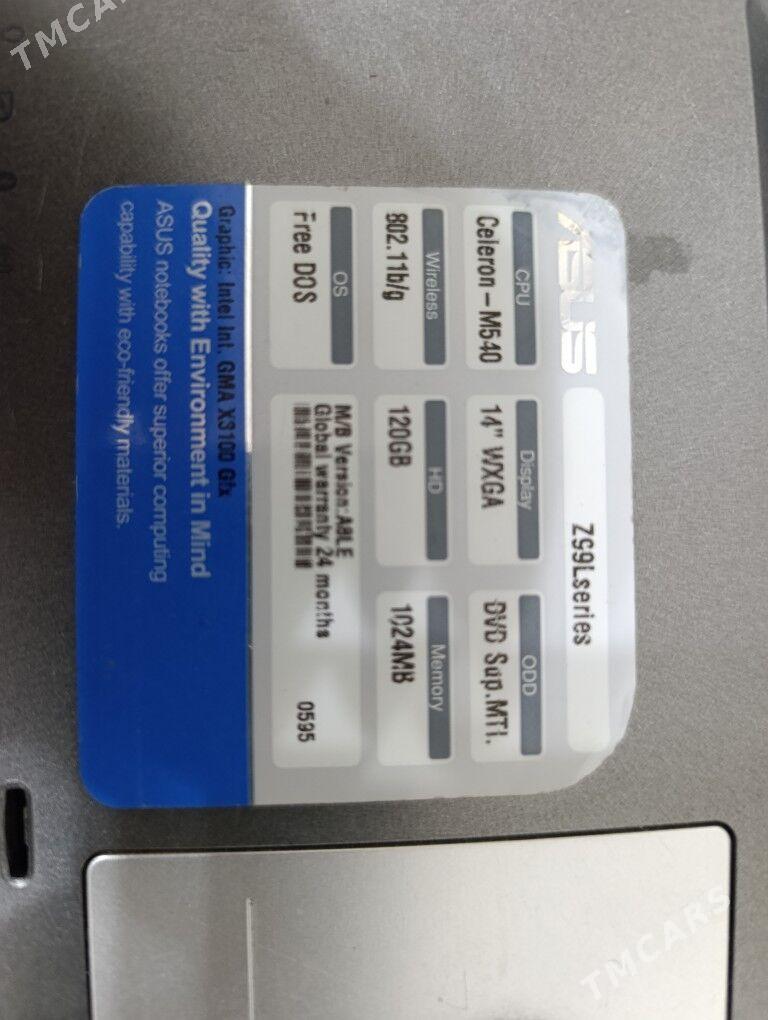 ASUS
Z99Lseries
CPU
Celeron-M540
Display
14" WXGA
ODD
DVD Sup.MTL.
Wireless
802.11b/g
HD
120GB
Memory
1024MB
OS
Free DOS
M/B Version:A8LE
Global warranty 24 months
0595
Graphic: Intel Int. GMA X3100 Gfx
Quality with Environment in Mind
ASUS notebooks offer superior computing
capability with eco-friendly materials.
TMCARS
TMCARS